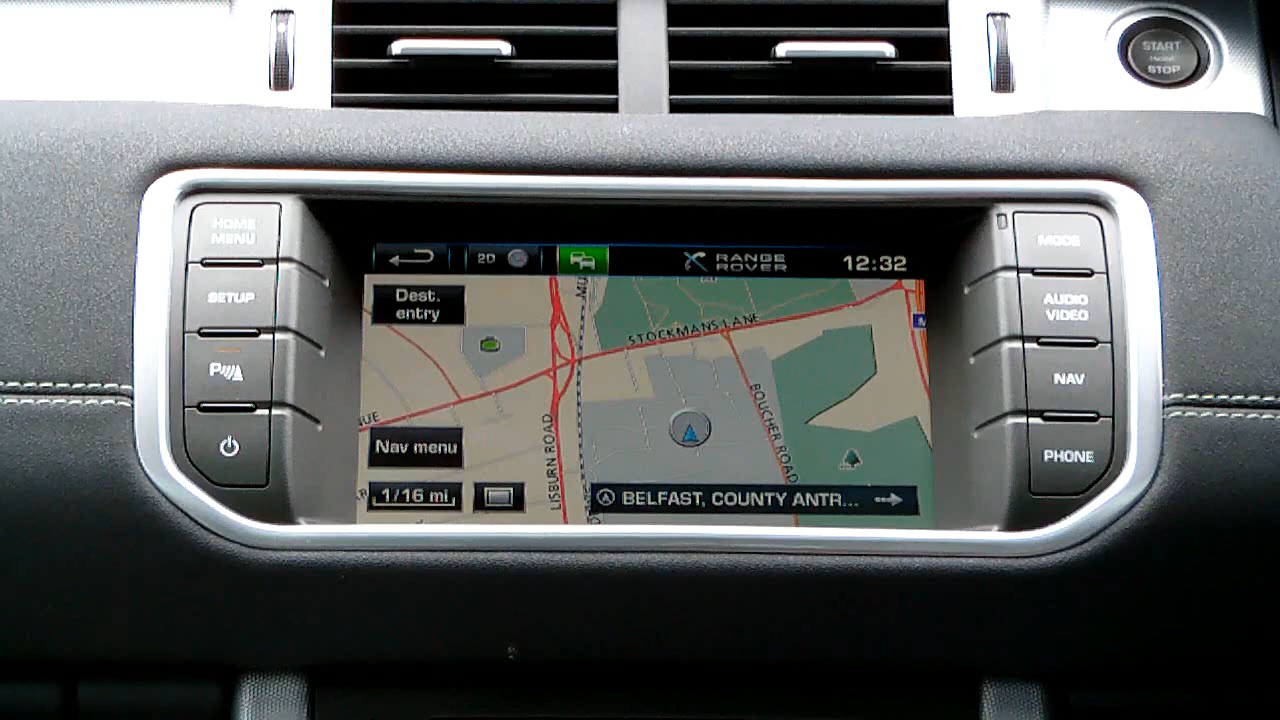 START
ENGINE
STOP
HOME
MENU
SETUP
P
MODE
AUDIO
VIDEO
NAV
PHONE
2D
RANGE
ROVER
12:32
Dest.
entry
STOCKMANS LANE
BOUCHER ROAD
LISBURN ROAD
Nav menu
1/16 mi
BELFAST, COUNTY ANTR...